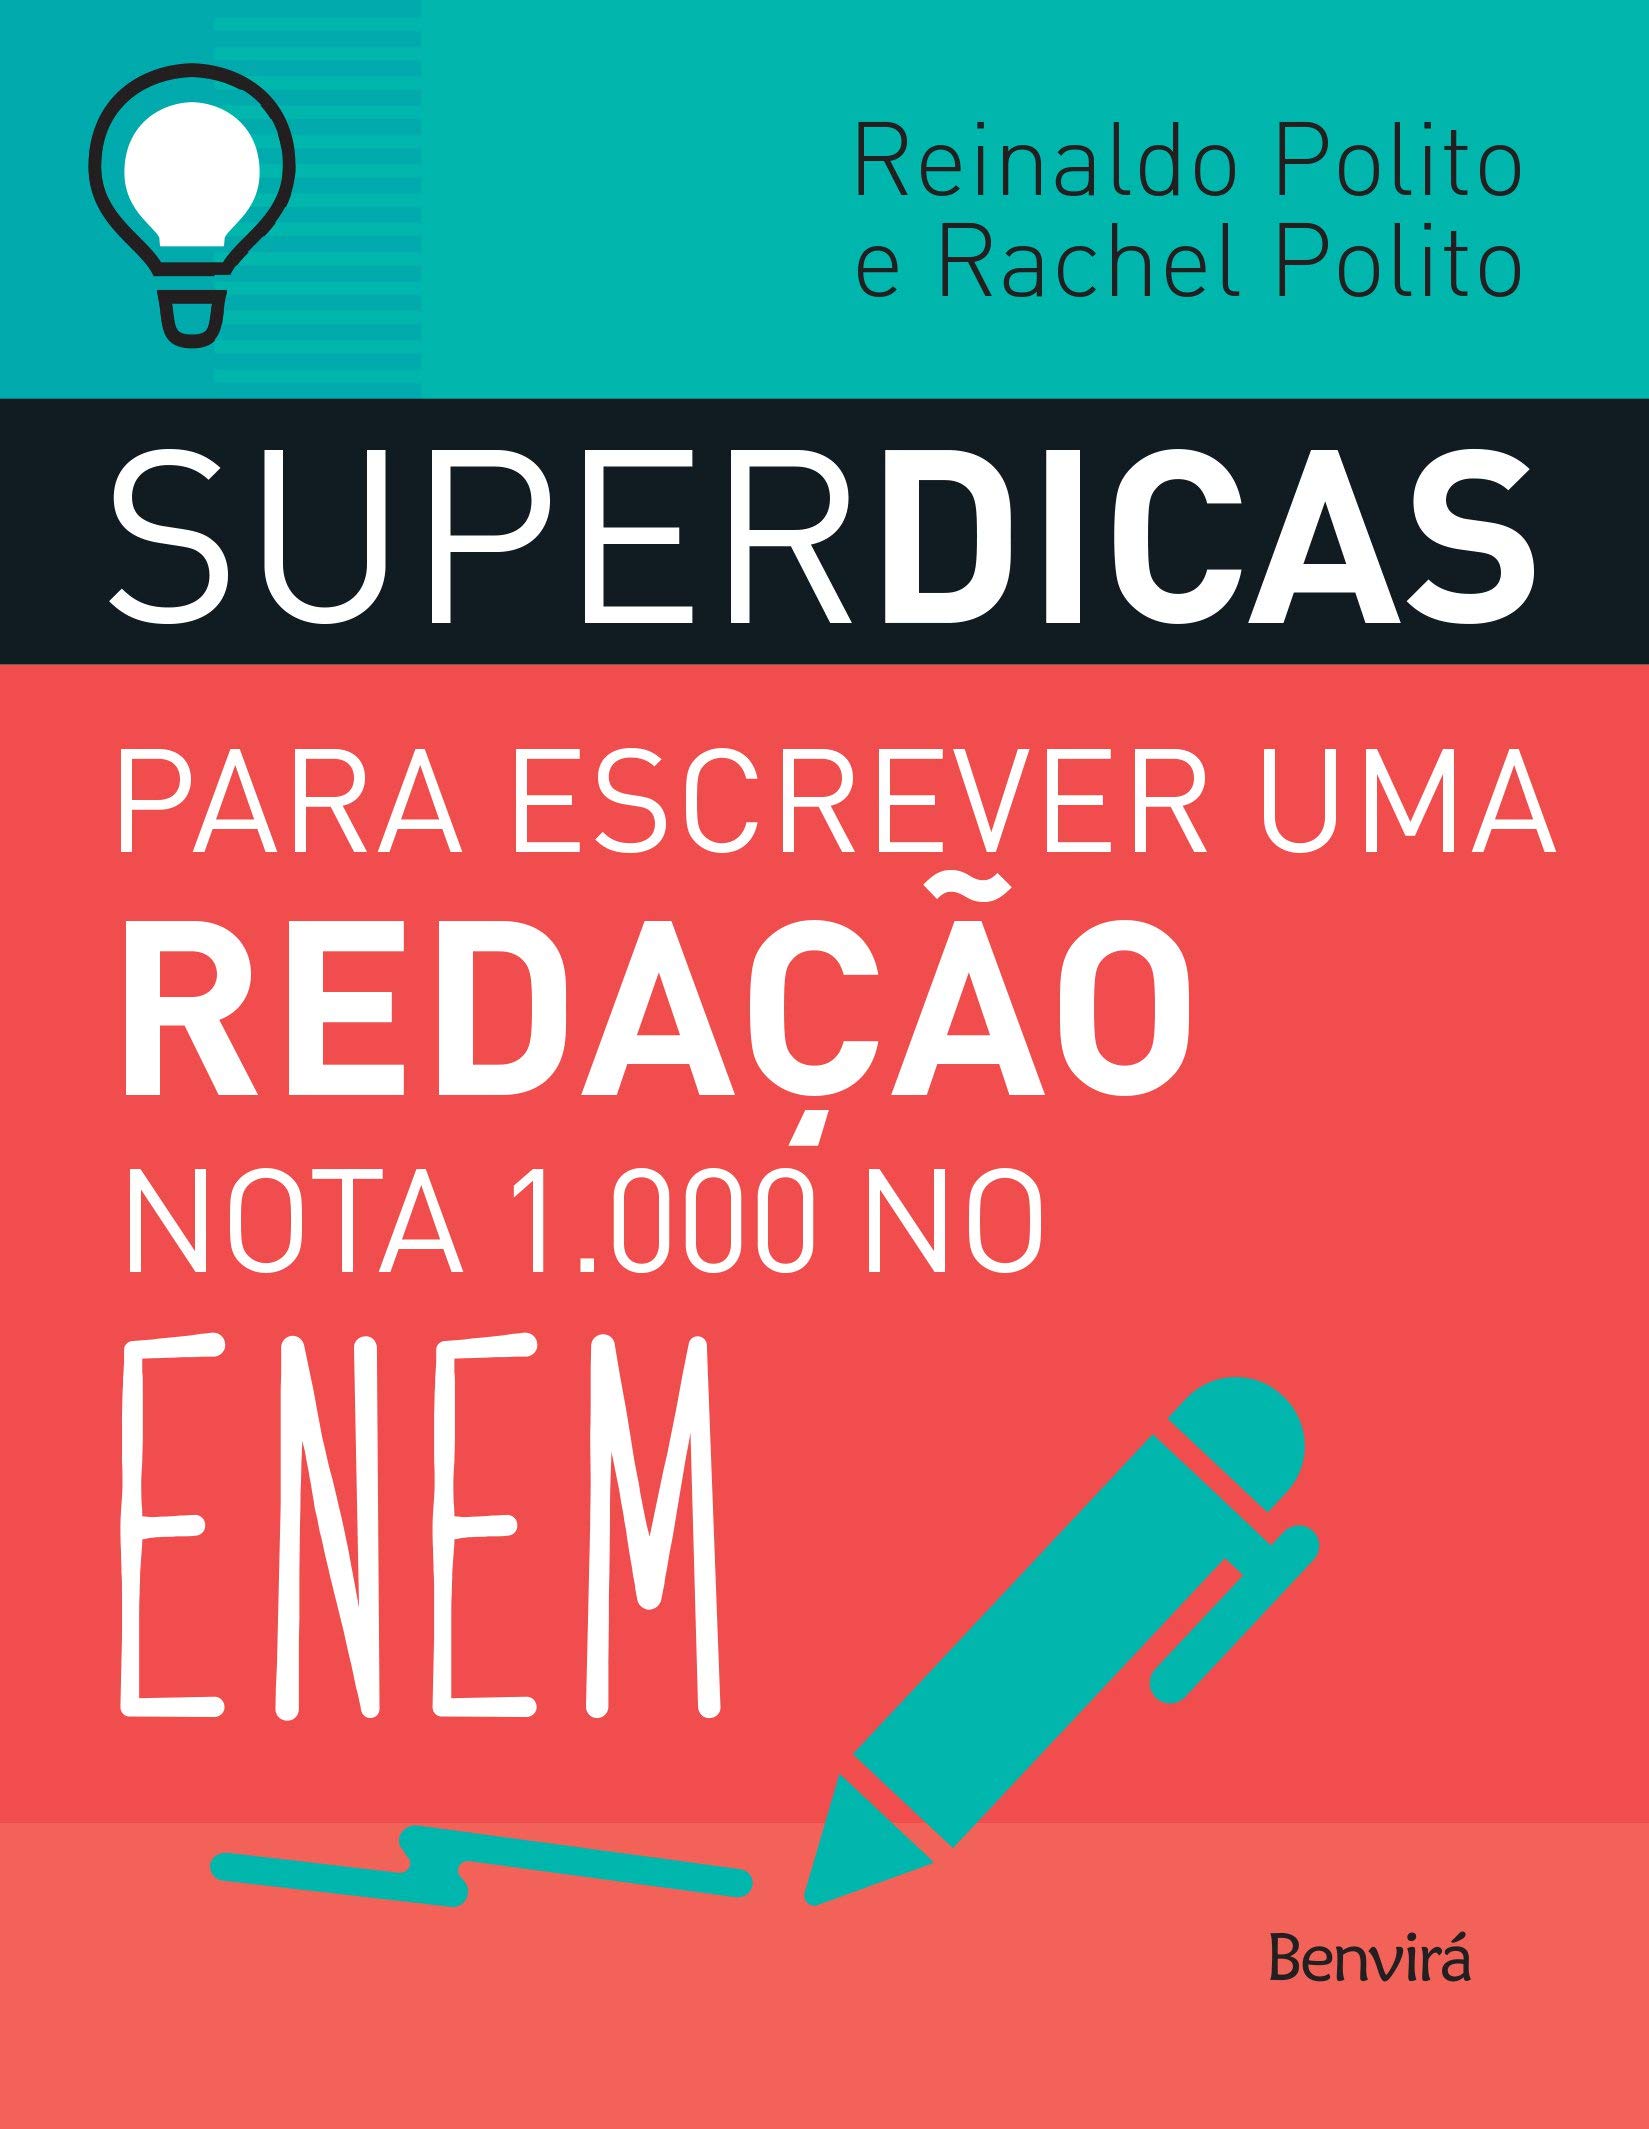 Reinaldo Polito
e Rachel Polito
SUPERDICAS
PARA ESCREVER UMA
REDAÇÃO
NOTA 1.000 NO
ENEM
Benvirá